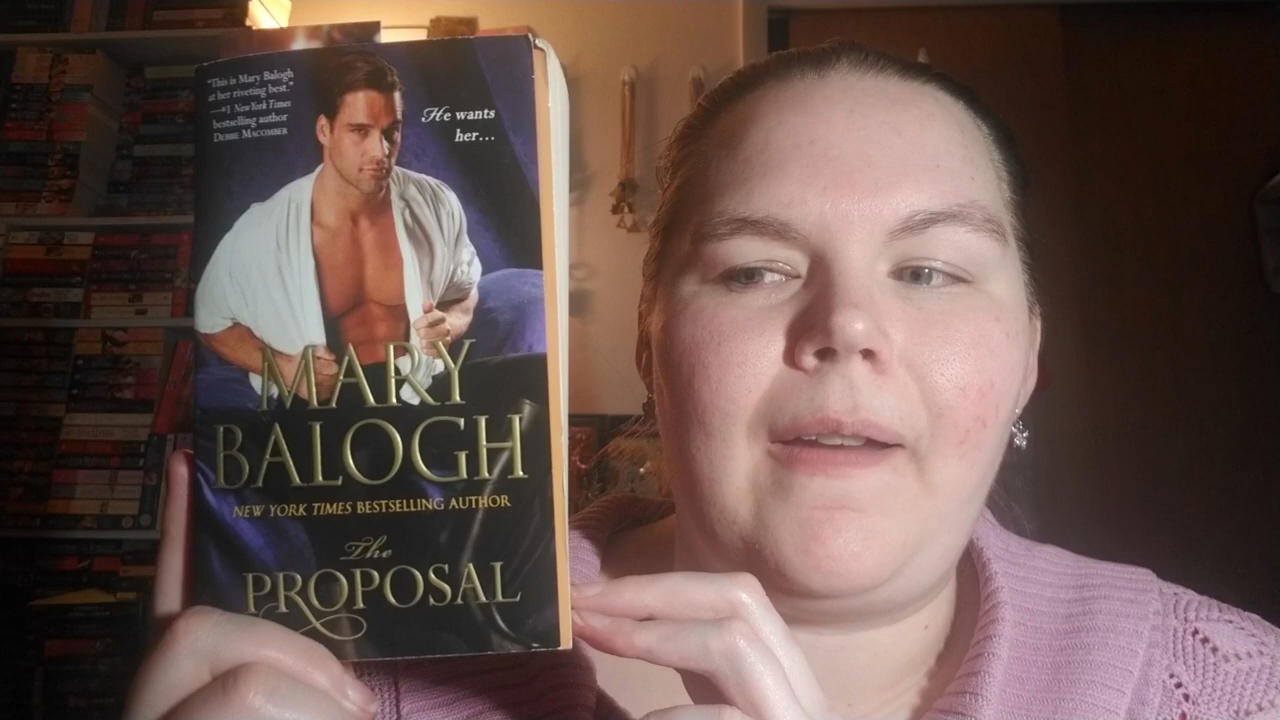 "This is Mary Balogh
at her riveting best."
—#1 New York Times
bestselling author
DEBBIE MACOMBER
He wants
her...
MARY
BALOGH
NEW YORK TIMES BESTSELLING AUTHOR
The
PROPOSAL